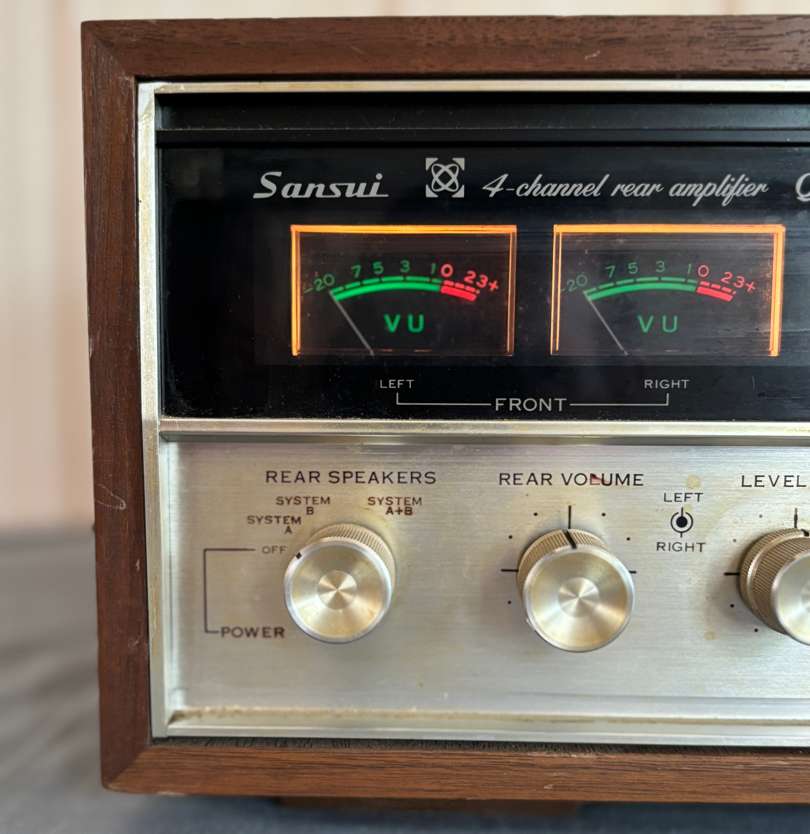 Sansui 4-channel rear amplifier Q
-20 7 5 3 1 0 2 3+
VU
-20 7 5 3 1 0 2 3+
VU
LEFT RIGHT
FRONT
REAR SPEAKERS
SYSTEM
B
SYSTEM
A+B
SYSTEM
A
OFF
POWER
REAR VOLUME
LEFT
RIGHT
LEVEL